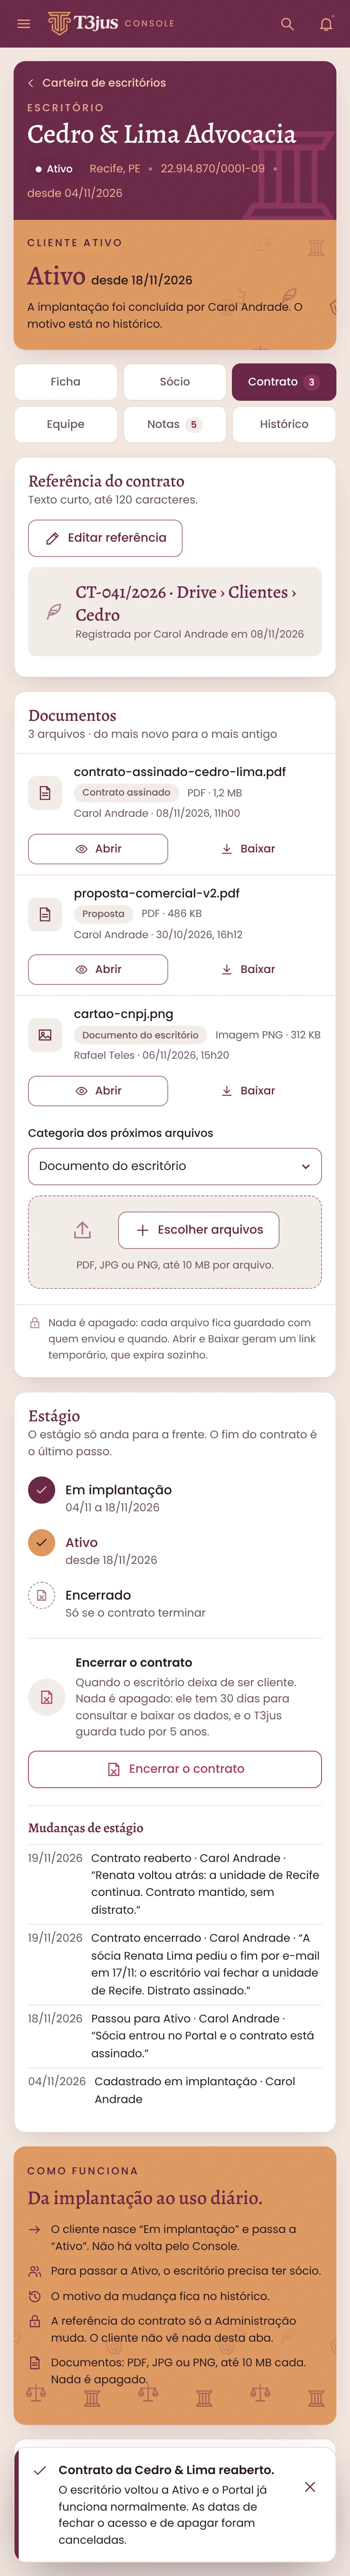 T3jus CONSOLE
Carteira de escritórios
ESCRITÓRIO
Cedro & Lima Advocacia
Ativo Recife, PE • 22.914.870/0001-09 •
desde 04/11/2026
CLIENTE ATIVO
Ativo desde 18/11/2026
A implantação foi concluída por Carol Andrade. O
motivo está no histórico.
Ficha
Sócio
Contrato 3
Equipe
Notas 5
Histórico
Referência do contrato
Texto curto, até 120 caracteres.
Editar referência
CT-041/2026 · Drive › Clientes ›
Cedro
Registrada por Carol Andrade em 08/11/2026
Documentos
3 arquivos · do mais novo para o mais antigo
contrato-assinado-cedro-lima.pdf
Contrato assinado PDF · 1,2 MB
Carol Andrade · 08/11/2026, 11h00
Abrir Baixar
proposta-comercial-v2.pdf
Proposta PDF · 486 KB
Carol Andrade · 30/10/2026, 16h12
Abrir Baixar
cartao-cnpj.png
Documento do escritório Imagem PNG · 312 KB
Rafael Teles · 06/11/2026, 15h20
Abrir Baixar
Categoria dos próximos arquivos
Documento do escritório
Escolher arquivos
PDF, JPG ou PNG, até 10 MB por arquivo.
Nada é apagado: cada arquivo fica guardado com
quem enviou e quando. Abrir e Baixar geram um link
temporário, que expira sozinho.
Estágio
O estágio só anda para a frente. O fim do contrato é
o último passo.
Em implantação
04/11 a 18/11/2026
Ativo
desde 18/11/2026
Encerrado
Só se o contrato terminar
Encerrar o contrato
Quando o escritório deixa de ser cliente.
Nada é apagado: ele tem 30 dias para
consultar e baixar os dados, e o T3jus
guarda tudo por 5 anos.
Encerrar o contrato
Mudanças de estágio
19/11/2026 Contrato reaberto · Carol Andrade ·
“Renata voltou atrás: a unidade de Recife
continua. Contrato mantido, sem
distrato.”
19/11/2026 Contrato encerrado · Carol Andrade · “A
sócia Renata Lima pediu o fim por e-mail
em 17/11: o escritório vai fechar a unidade
de Recife. Distrato assinado.”
18/11/2026 Passou para Ativo · Carol Andrade ·
“Sócia entrou no Portal e o contrato está
assinado.”
04/11/2026 Cadastrado em implantação · Carol
Andrade
COMO FUNCIONA
Da implantação ao uso diário.
O cliente nasce “Em implantação” e passa a
“Ativo”. Não há volta pelo Console.
Para passar a Ativo, o escritório precisa ter sócio.
O motivo da mudança fica no histórico.
A referência do contrato só a Administração
muda. O cliente não vê nada desta aba.
Documentos: PDF, JPG ou PNG, até 10 MB cada.
Nada é apagado.
Contrato da Cedro & Lima reaberto.
O escritório voltou a Ativo e o Portal já
funciona normalmente. As datas de
fechar o acesso e de apagar foram
canceladas.